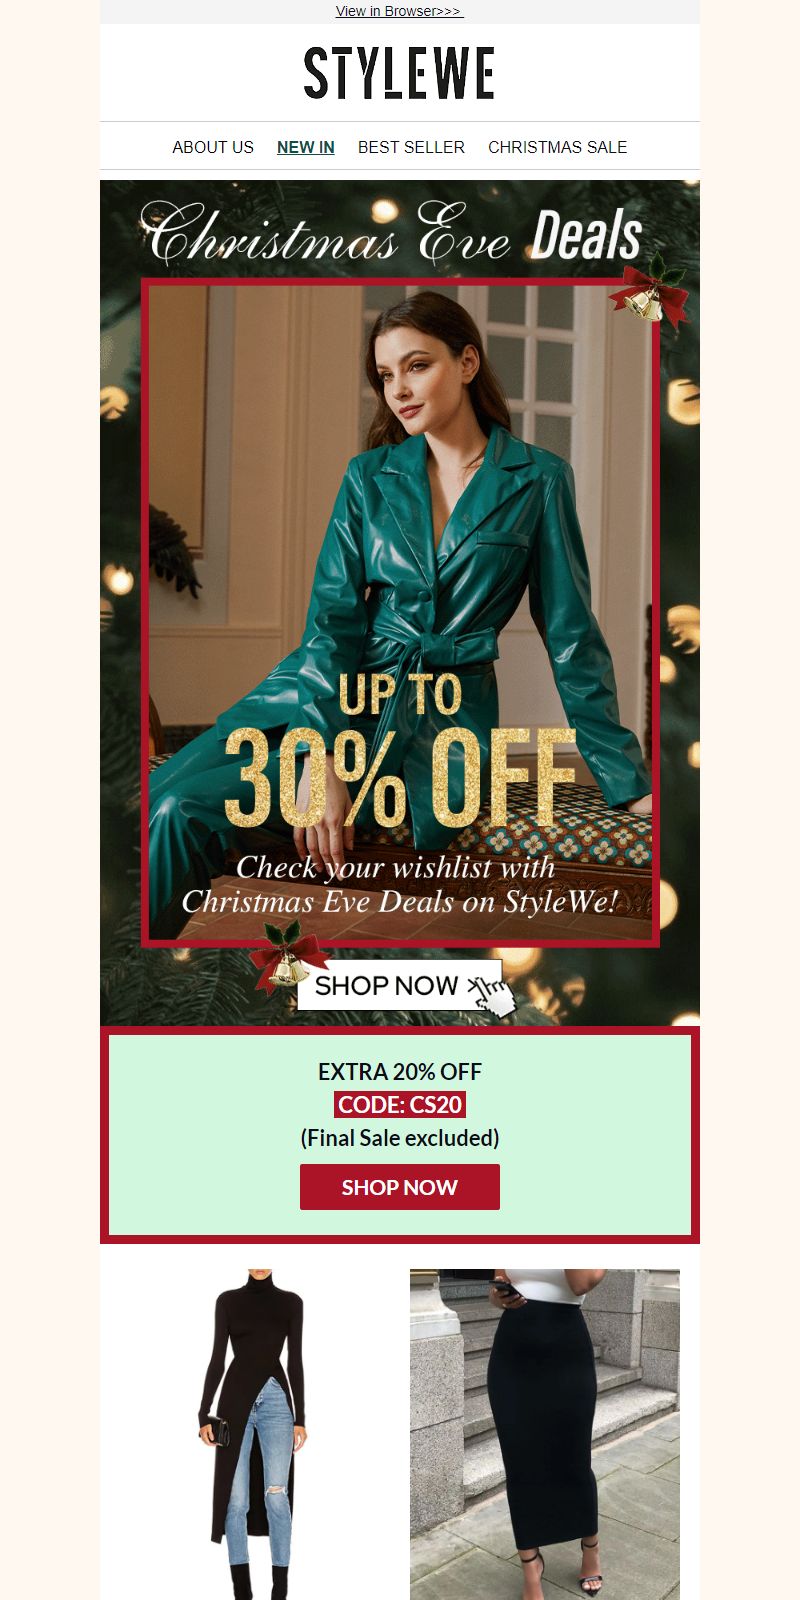 View in Browser>>>
STYLEWE
ABOUT US NEW IN BEST SELLER CHRISTMAS SALE
Christmas Eve Deals
UP TO
30% OFF
Check your wishlist with
Christmas Eve Deals on StyleWe!
SHOP NOW
EXTRA 20% OFF
CODE: CS20
(Final Sale excluded)
SHOP NOW